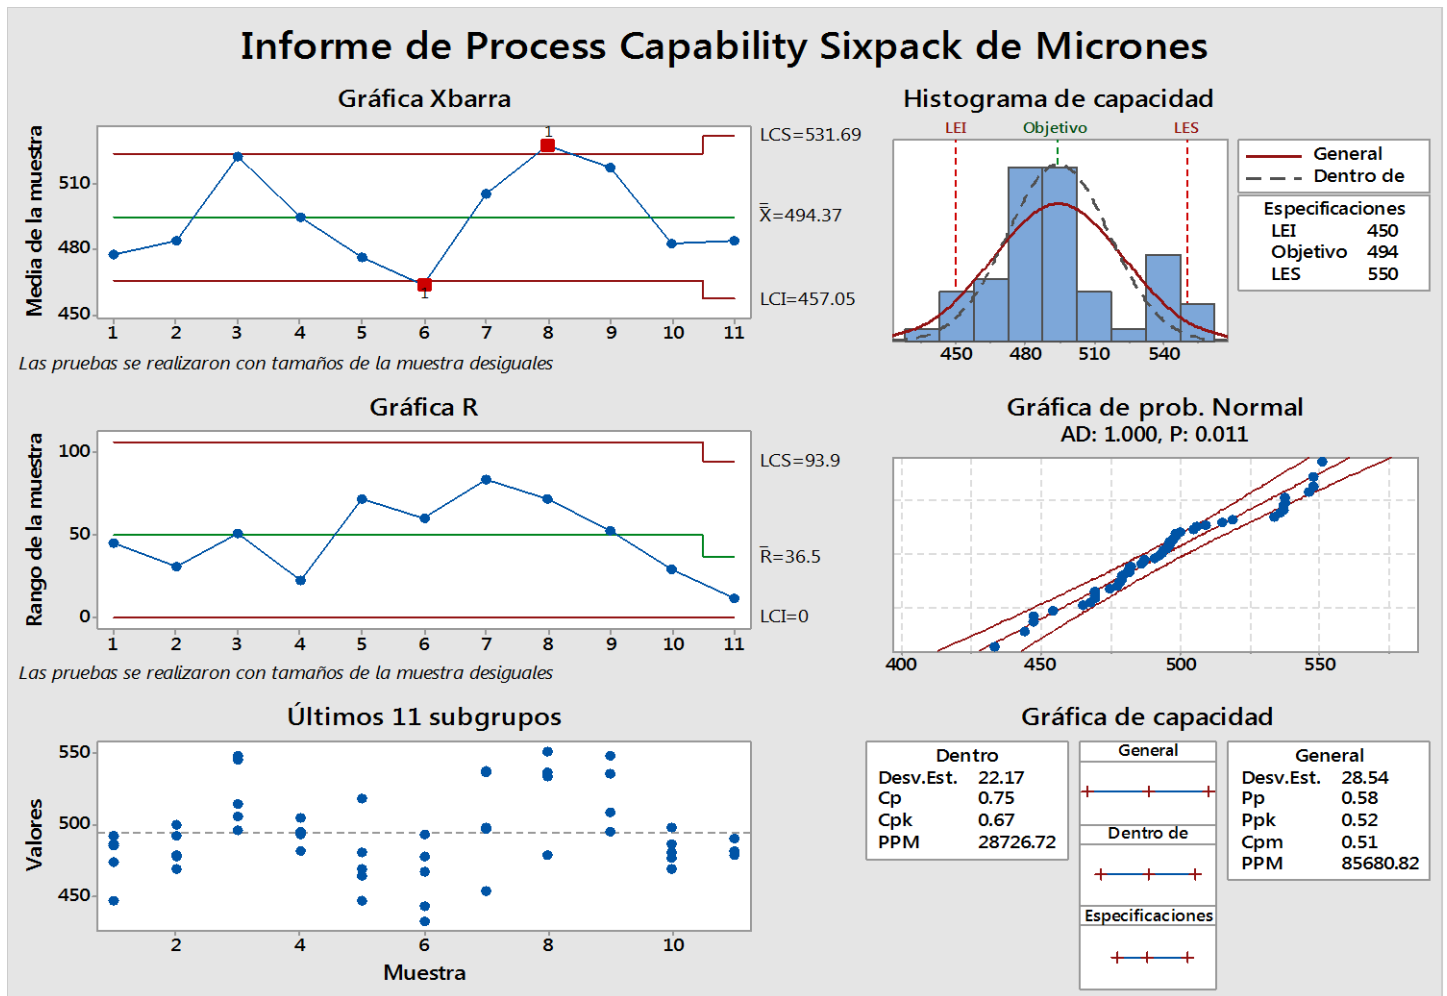 Informe de Process Capability Sixpack de Micrones
Gráfica Xbarra
Media de la muestra
510
480
450
1
1
LCS=531.69
X=494.37
LCI=457.05
1 2 3 4 5 6 7 8 9 10 11
Las pruebas se realizaron con tamaños de la muestra desiguales
Histograma de capacidad
LEI Objetivo LES
450 480 510 540
General
Dentro de
Especificaciones
LEI 450
Objetivo 494
LES 550
Gráfica R
Rango de la muestra
100
50
0
LCS=93.9
R=36.5
LCI=0
1 2 3 4 5 6 7 8 9 10 11
Las pruebas se realizaron con tamaños de la muestra desiguales
Gráfica de prob. Normal
AD: 1.000, P: 0.011
400 450 500 550
Últimos 11 subgrupos
Valores
550
500
450
2 4 6 8 10
Muestra
Gráfica de capacidad
Dentro
Desv.Est. 22.17
Cp 0.75
Cpk 0.67
PPM 28726.72
General
Dentro de
Especificaciones
General
Desv.Est. 28.54
Pp 0.58
Ppk 0.52
Cpm 0.51
PPM 85680.82